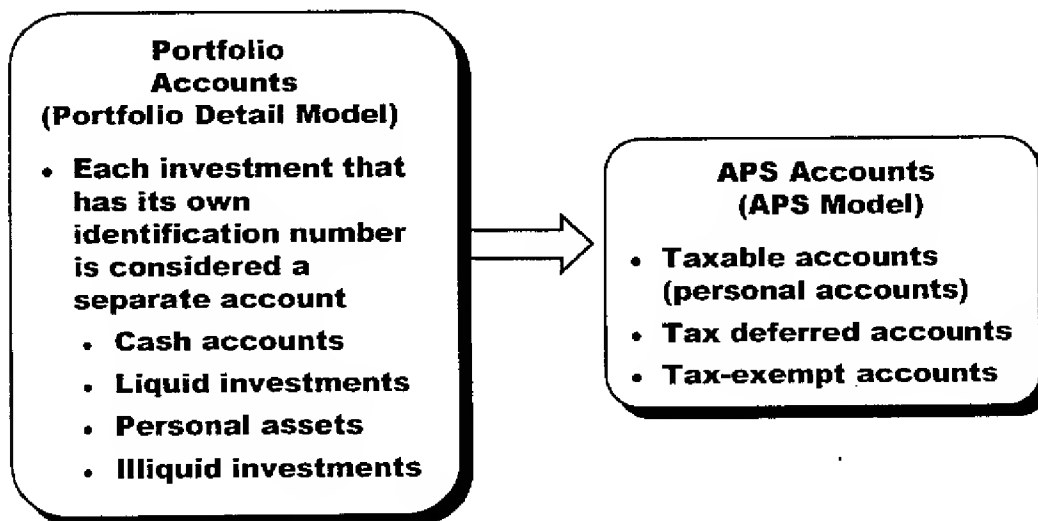 Portfolio
Accounts
(Portfolio Detail Model)
• Each investment that
has its own
identification number
is considered a
separate account
• Cash accounts
• Liquid investments
• Personal assets
• Illiquid investments
APS Accounts
(APS Model)
• Taxable accounts
(personal accounts)
• Tax deferred accounts
• Tax-exempt accounts